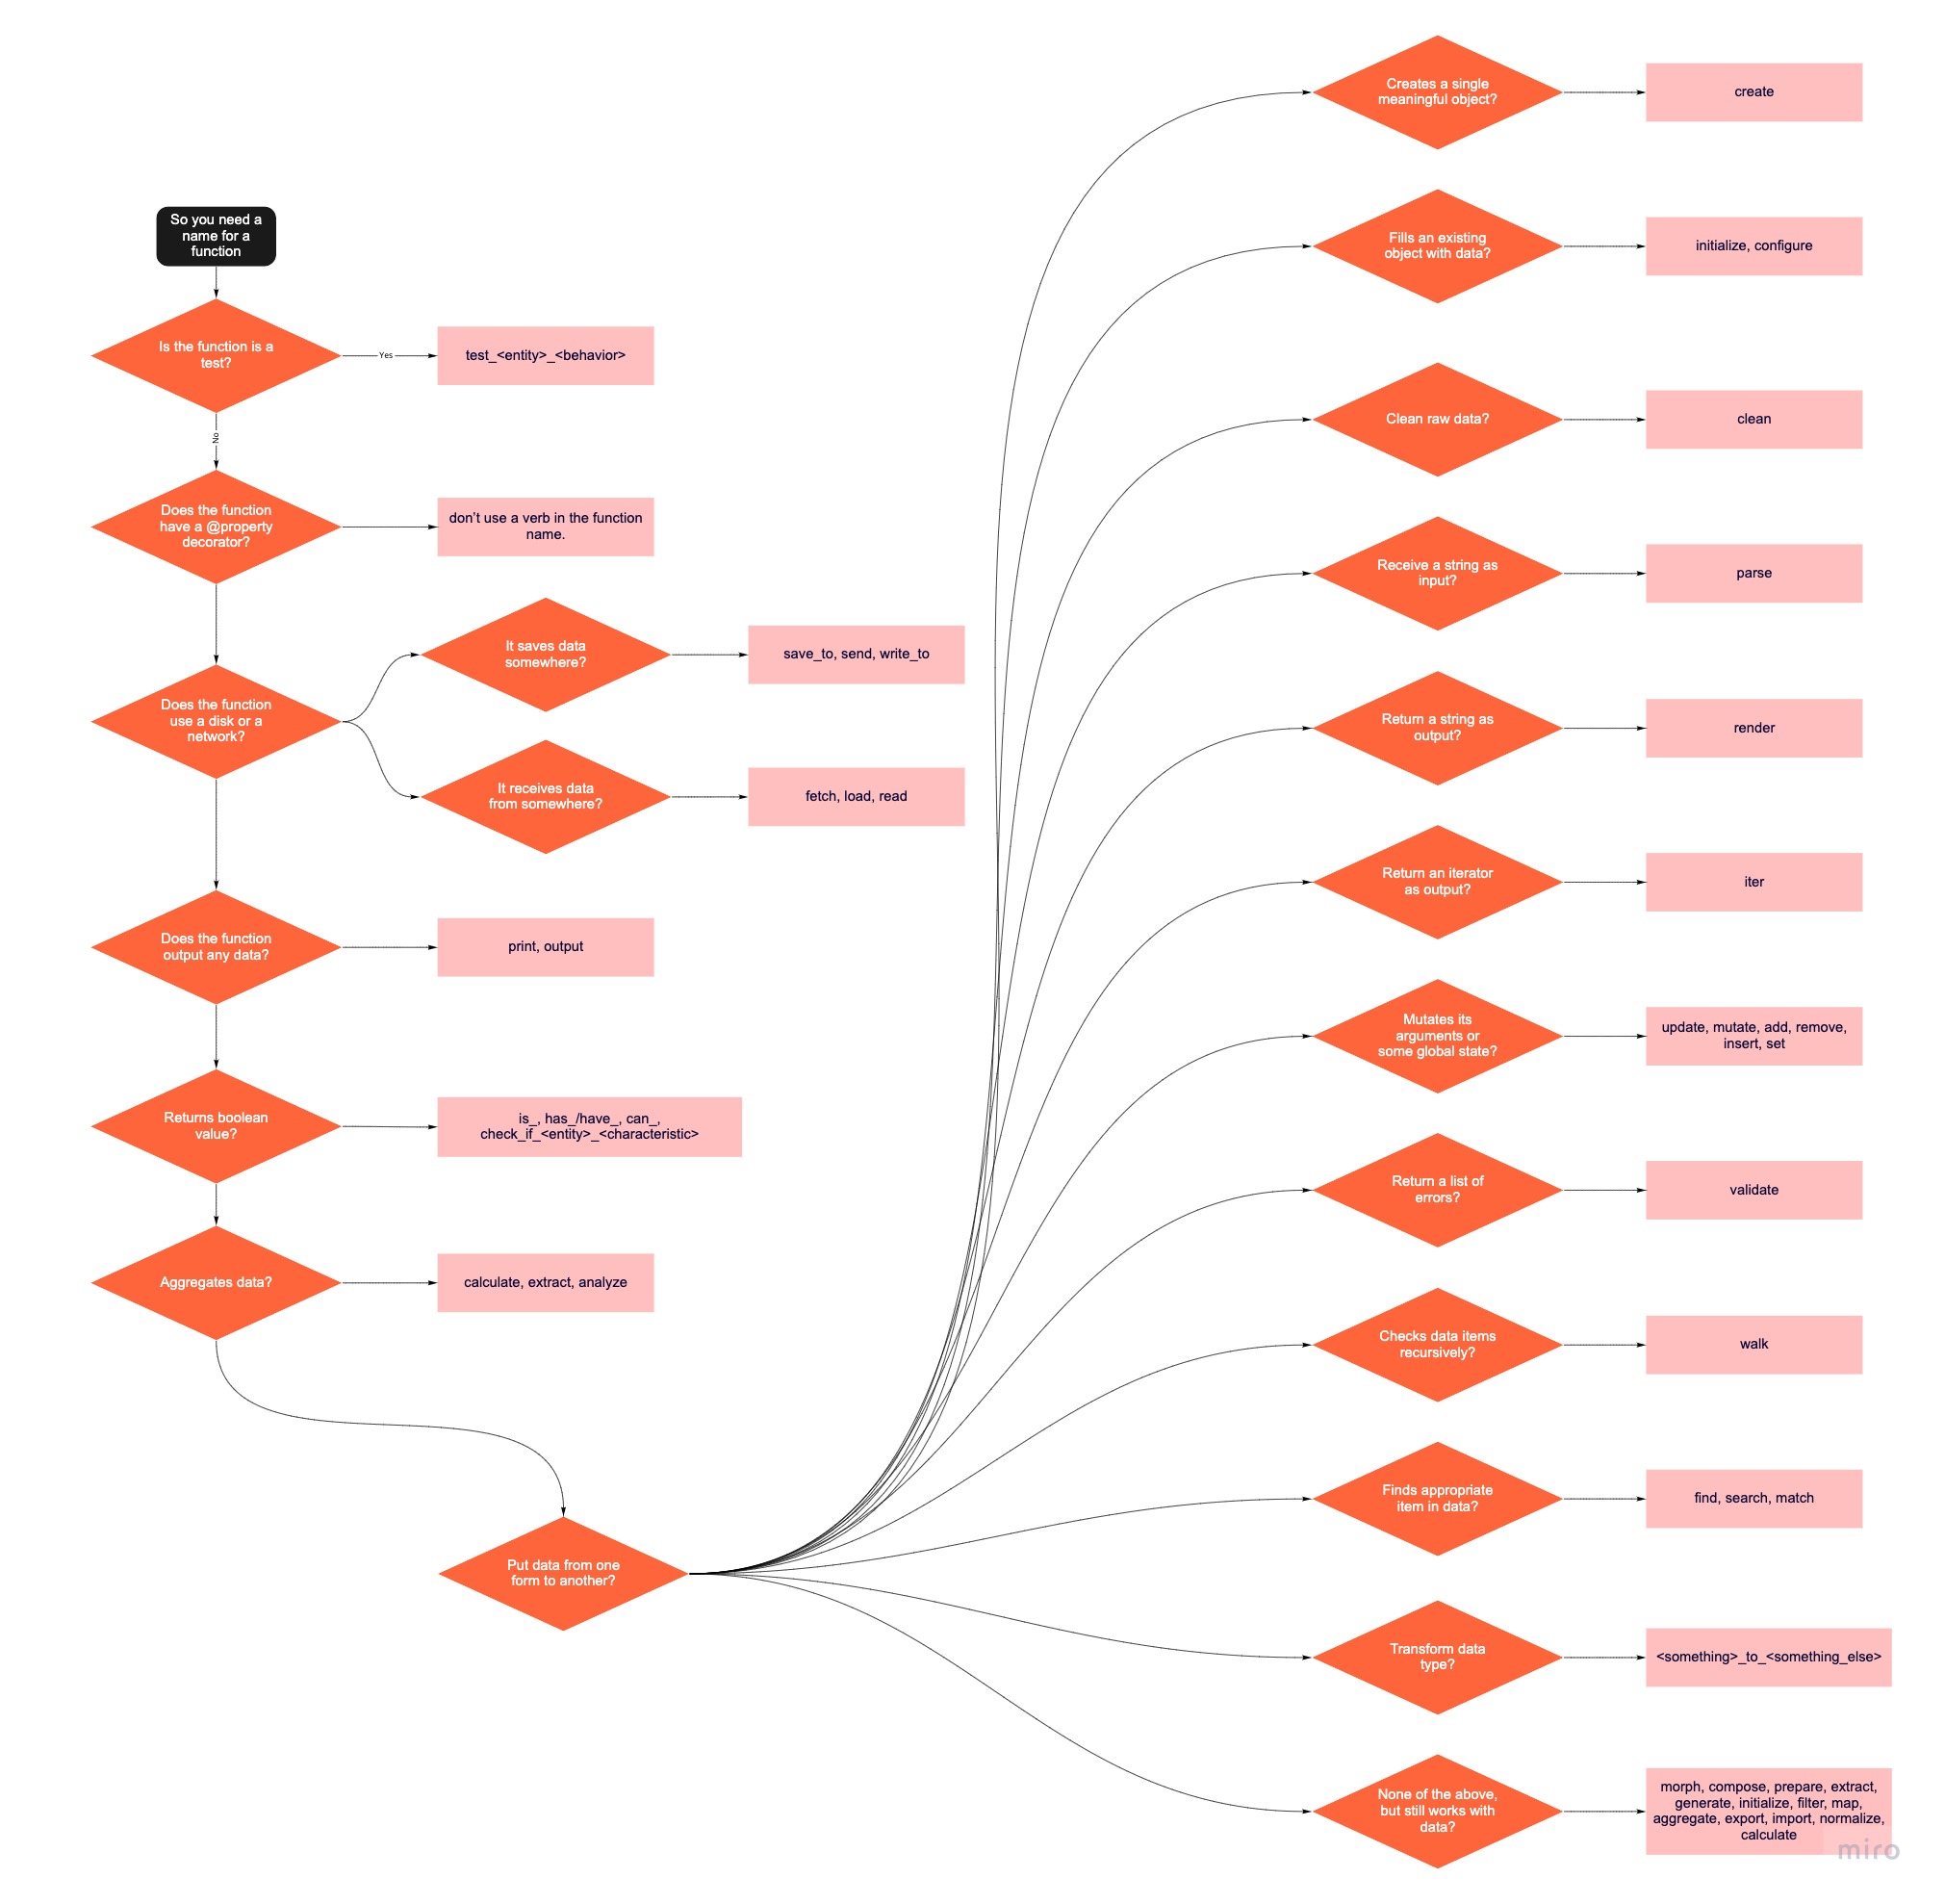 So you need a
name for a
function
Is the function is a
test?
Yes
test_<entity>_<behavior>
No
Does the function
have a @property
decorator?
don't use a verb in the function
name.
Does the function
use a disk or a
network?
It saves data
somewhere?
save_to, send, write_to
It receives data
from somewhere?
fetch, load, read
Does the function
output any data?
print, output
Returns boolean
value?
is_, has_/have_, can_,
check_if_<entity>_<characteristic>
Aggregates data?
calculate, extract, analyze
Put data from one
form to another?
Creates a single
meaningful object?
create
Fills an existing
object with data?
initialize, configure
Clean raw data?
clean
Receive a string as
input?
parse
Return a string as
output?
render
Return an iterator
as output?
iter
Mutates its
arguments or
some global state?
update, mutate, add, remove,
insert, set
Return a list of
errors?
validate
Checks data items
recursively?
walk
Finds appropriate
item in data?
find, search, match
Transform data
type?
<something>_to_<something_else>
None of the above,
but still works with
data?
morph, compose, prepare, extract,
generate, initialize, filter, map,
aggregate, export, import, normalize,
calculate
miro